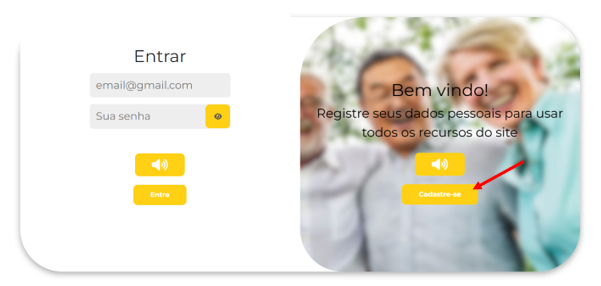 Entrar
email@gmail.com
Sua senha
Entre
Bem vindo!
Registre seus dados pessoais para usar
todos os recursos do site
Cadastre-se